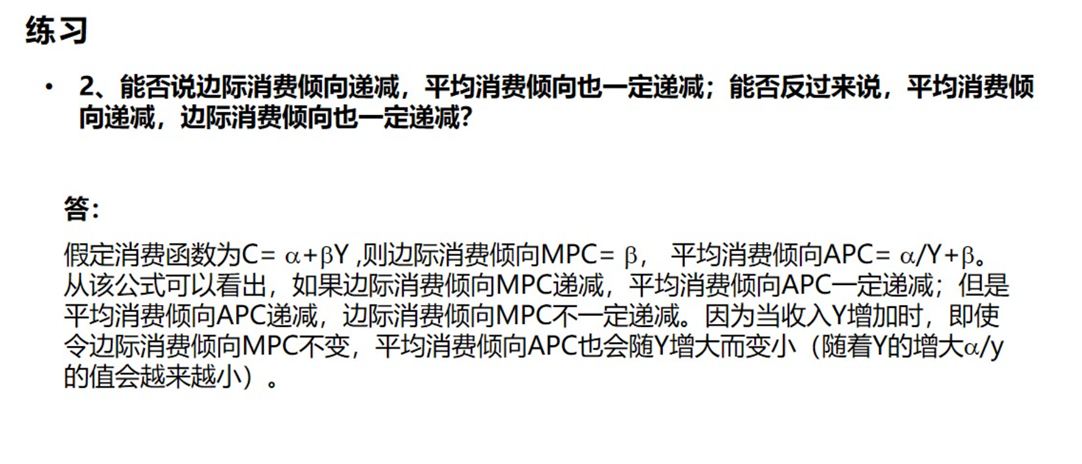 练习
• 2、能否说边际消费倾向递减，平均消费倾向也一定递减；能否反过来说，平均消费倾
向递减，边际消费倾向也一定递减？
答：
假定消费函数为C= α+βY ,则边际消费倾向MPC= β， 平均消费倾向APC= α/Y+β。
从该公式可以看出，如果边际消费倾向MPC递减，平均消费倾向APC一定递减；但是
平均消费倾向APC递减，边际消费倾向MPC不一定递减。因为当收入Y增加时，即使
令边际消费倾向MPC不变，平均消费倾向APC也会随Y增大而变小（随着Y的增大α/y
的值会越来越小）。